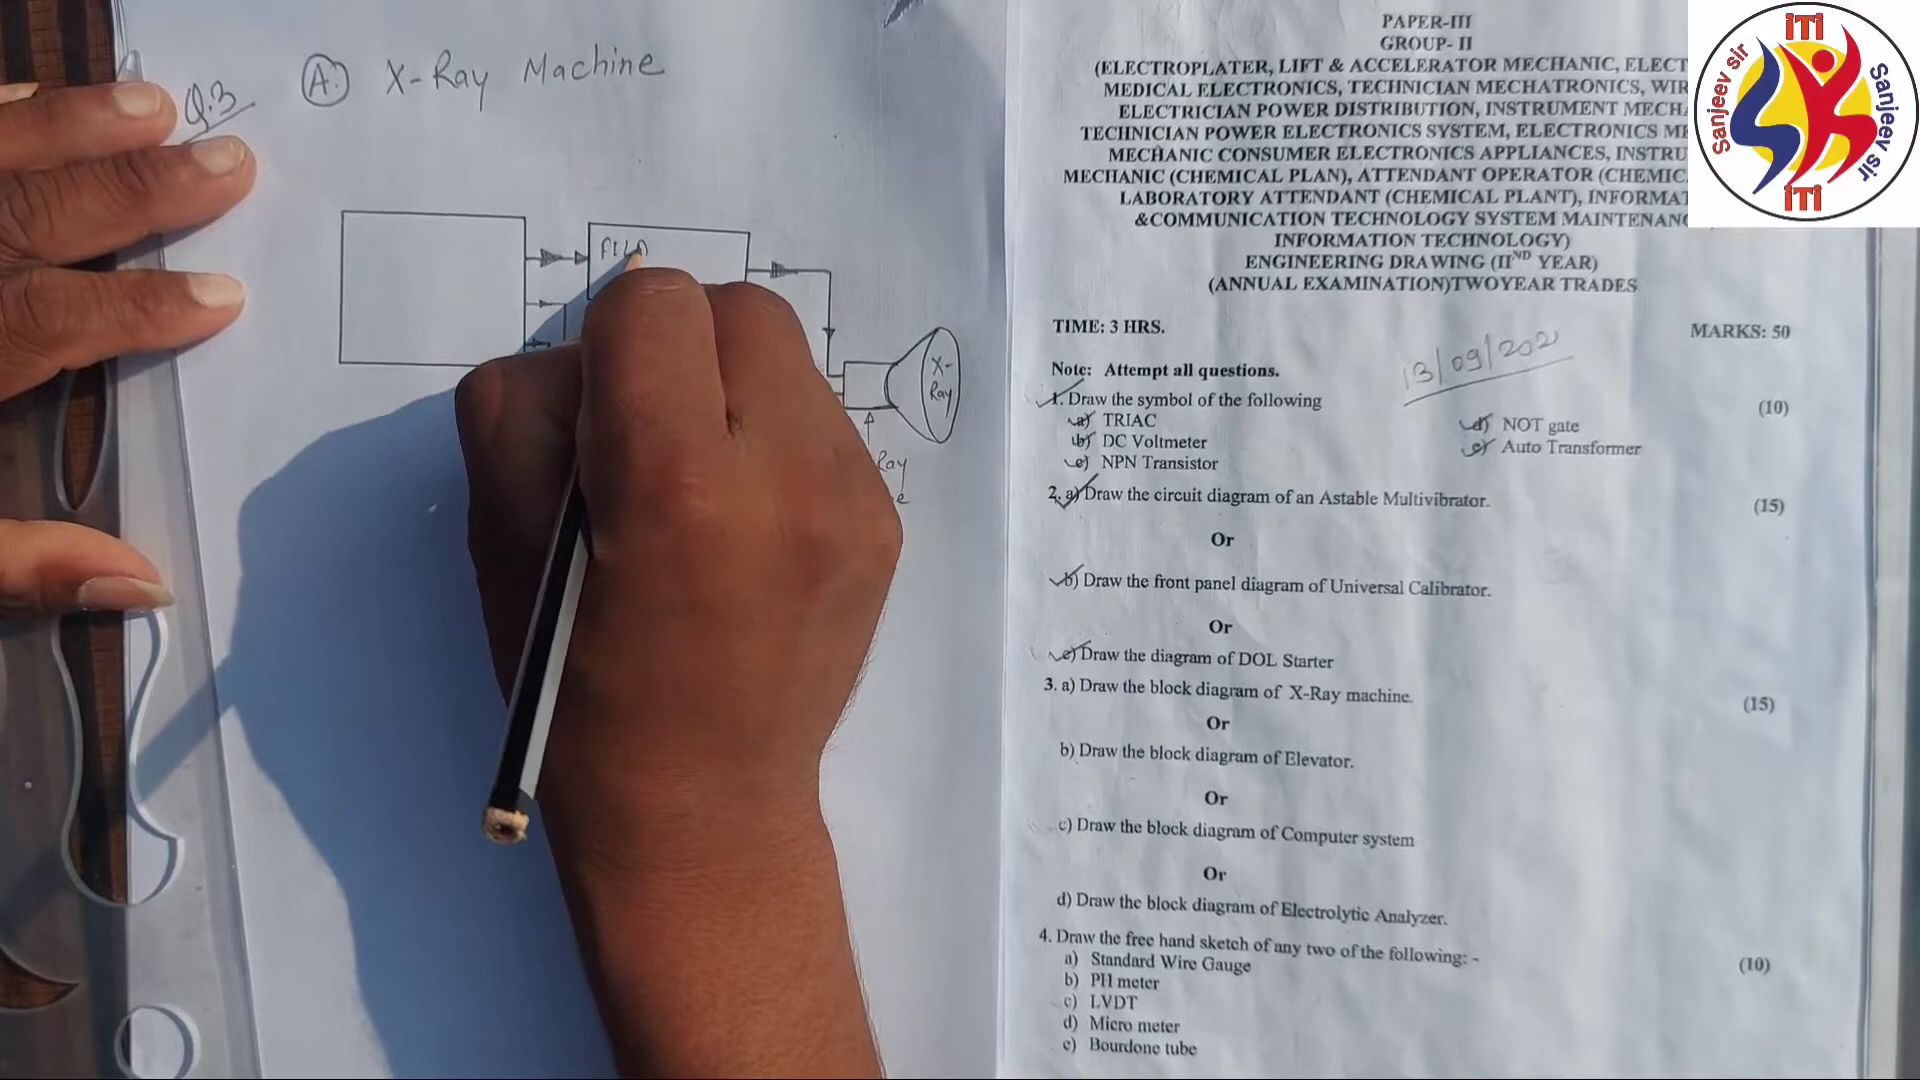 Q.3 A. X-Ray Machine
FILA
X-
Ray
Ray
PAPER-III
GROUP- II
(ELECTROPLATER, LIFT & ACCELERATOR MECHANIC, ELECT
MEDICAL ELECTRONICS, TECHNICIAN MECHATRONICS, WIR
ELECTRICIAN POWER DISTRIBUTION, INSTRUMENT MECHA
TECHNICIAN POWER ELECTRONICS SYSTEM, ELECTRONICS ME
MECHANIC CONSUMER ELECTRONICS APPLIANCES, INSTRU
MECHANIC (CHEMICAL PLAN), ATTENDANT OPERATOR (CHEMIC
LABORATORY ATTENDANT (CHEMICAL PLANT), INFORMAT
&COMMUNICATION TECHNOLOGY SYSTEM MAINTENANC
INFORMATION TECHNOLOGY)
ENGINEERING DRAWING (IIND YEAR)
(ANNUAL EXAMINATION)TWOYEAR TRADES
TIME: 3 HRS. MARKS: 50
13/09/202
Note: Attempt all questions.
1. Draw the symbol of the following (10)
a) TRIAC d) NOT gate
b) DC Voltmeter e) Auto Transformer
c) NPN Transistor
2. a) Draw the circuit diagram of an Astable Multivibrator. (15)
Or
b) Draw the front panel diagram of Universal Calibrator.
Or
c) Draw the diagram of DOL Starter
3. a) Draw the block diagram of X-Ray machine. (15)
Or
b) Draw the block diagram of Elevator.
Or
c) Draw the block diagram of Computer system
Or
d) Draw the block diagram of Electrolytic Analyzer.
4. Draw the free hand sketch of any two of the following: - (10)
a) Standard Wire Gauge
b) PH meter
c) LVDT
d) Micro meter
e) Bourdone tube
iTi
Sanjeev sir
Sanjeev sir
iTi